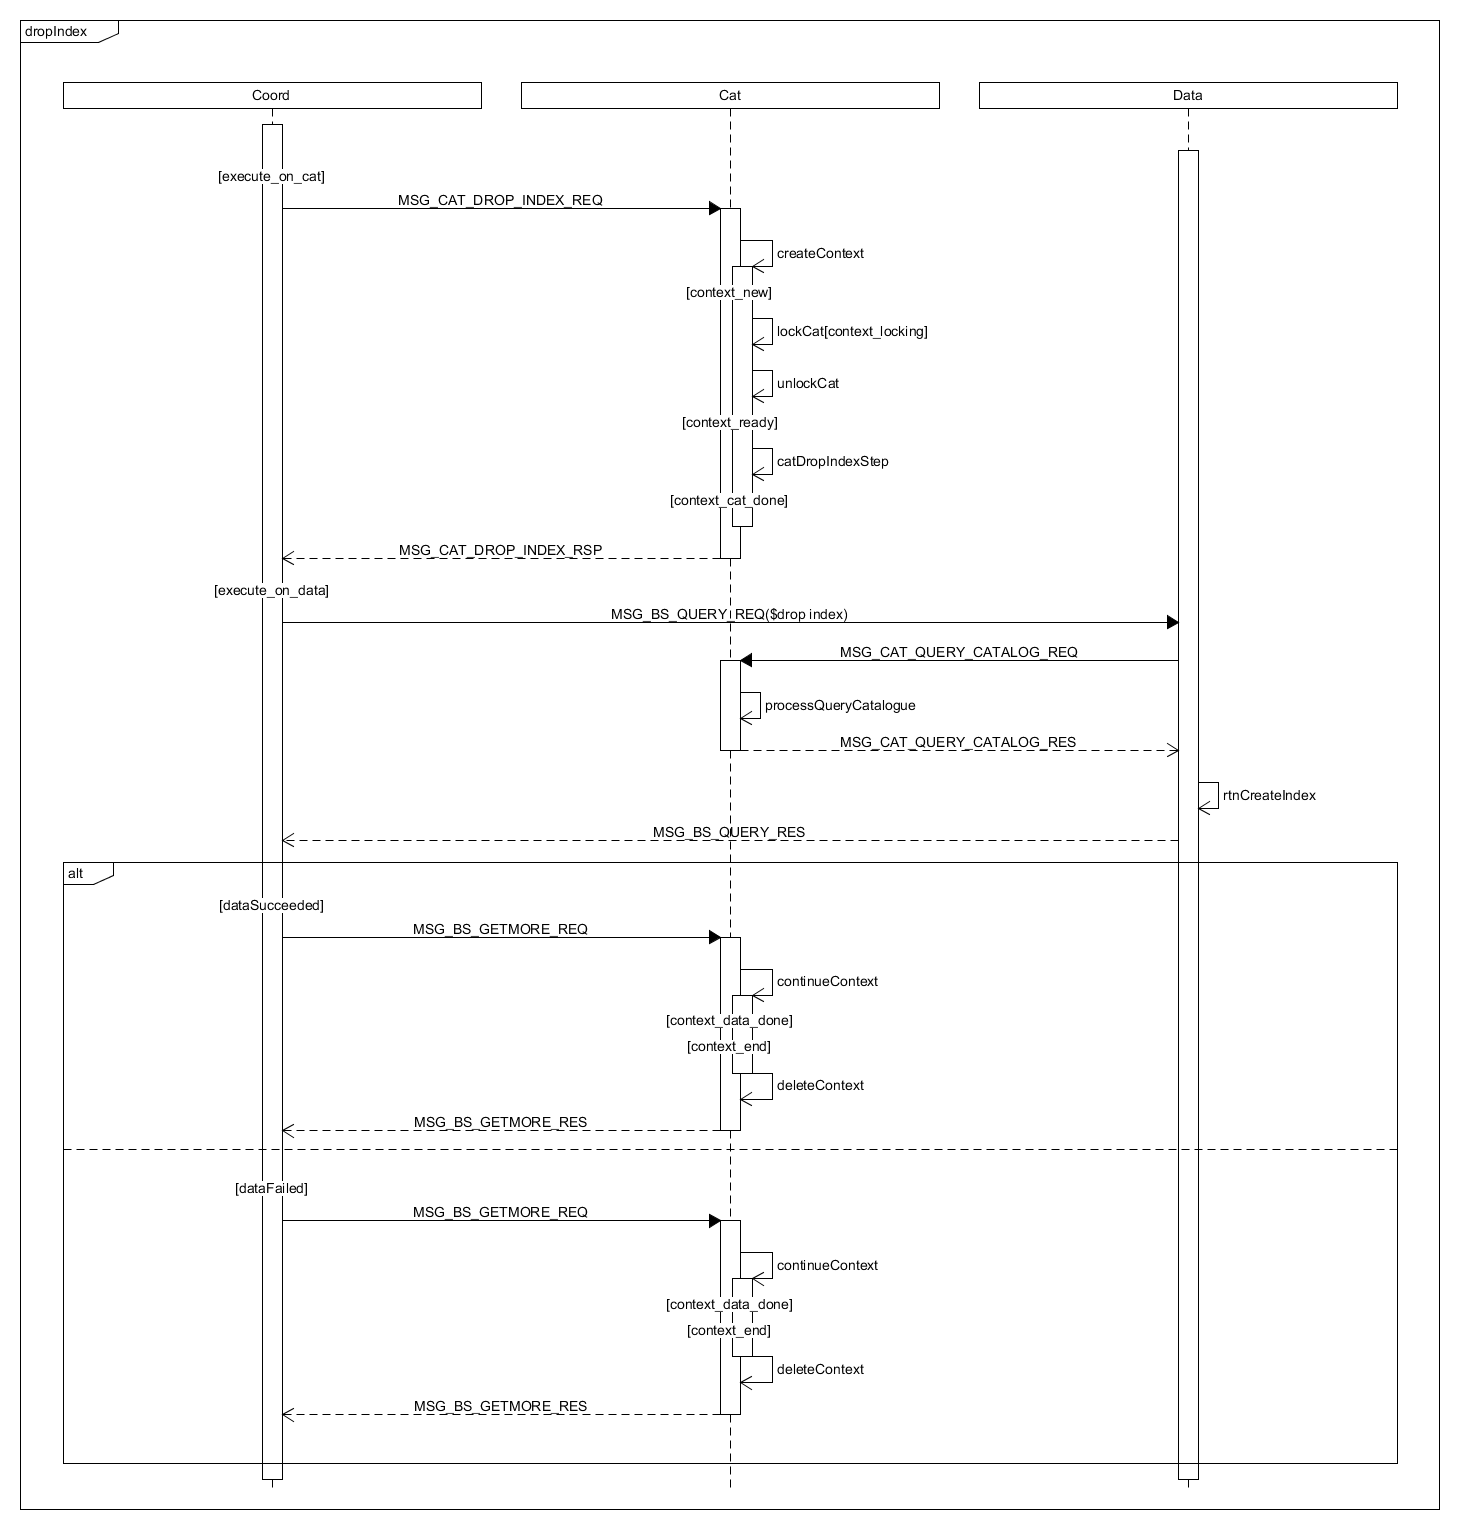 dropIndex
Coord
Cat
Data
[execute_on_cat]
MSG_CAT_DROP_INDEX_REQ
createContext
[context_new]
lockCat[context_locking]
unlockCat
[context_ready]
catDropIndexStep
[context_cat_done]
MSG_CAT_DROP_INDEX_RSP
[execute_on_data]
MSG_BS_QUERY_REQ($drop index)
MSG_CAT_QUERY_CATALOG_REQ
processQueryCatalogue
MSG_CAT_QUERY_CATALOG_RES
rtnCreateIndex
MSG_BS_QUERY_RES
alt
[dataSucceeded]
MSG_BS_GETMORE_REQ
continueContext
[context_data_done]
[context_end]
deleteContext
MSG_BS_GETMORE_RES
[dataFailed]
MSG_BS_GETMORE_REQ
continueContext
[context_data_done]
[context_end]
deleteContext
MSG_BS_GETMORE_RES